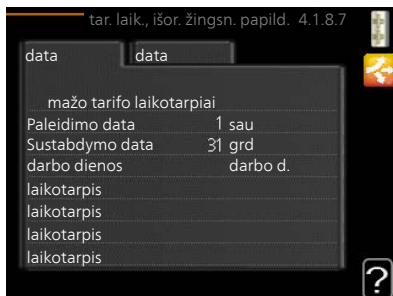 tar. laik., išor. žingsn. papild. 4.1.8.7
data data
mažo tarifo laikotarpiai
Paleidimo data 1 sau
Sustabdymo data 31 grd
darbo dienos darbo d.
laikotarpis
laikotarpis
laikotarpis
laikotarpis
?